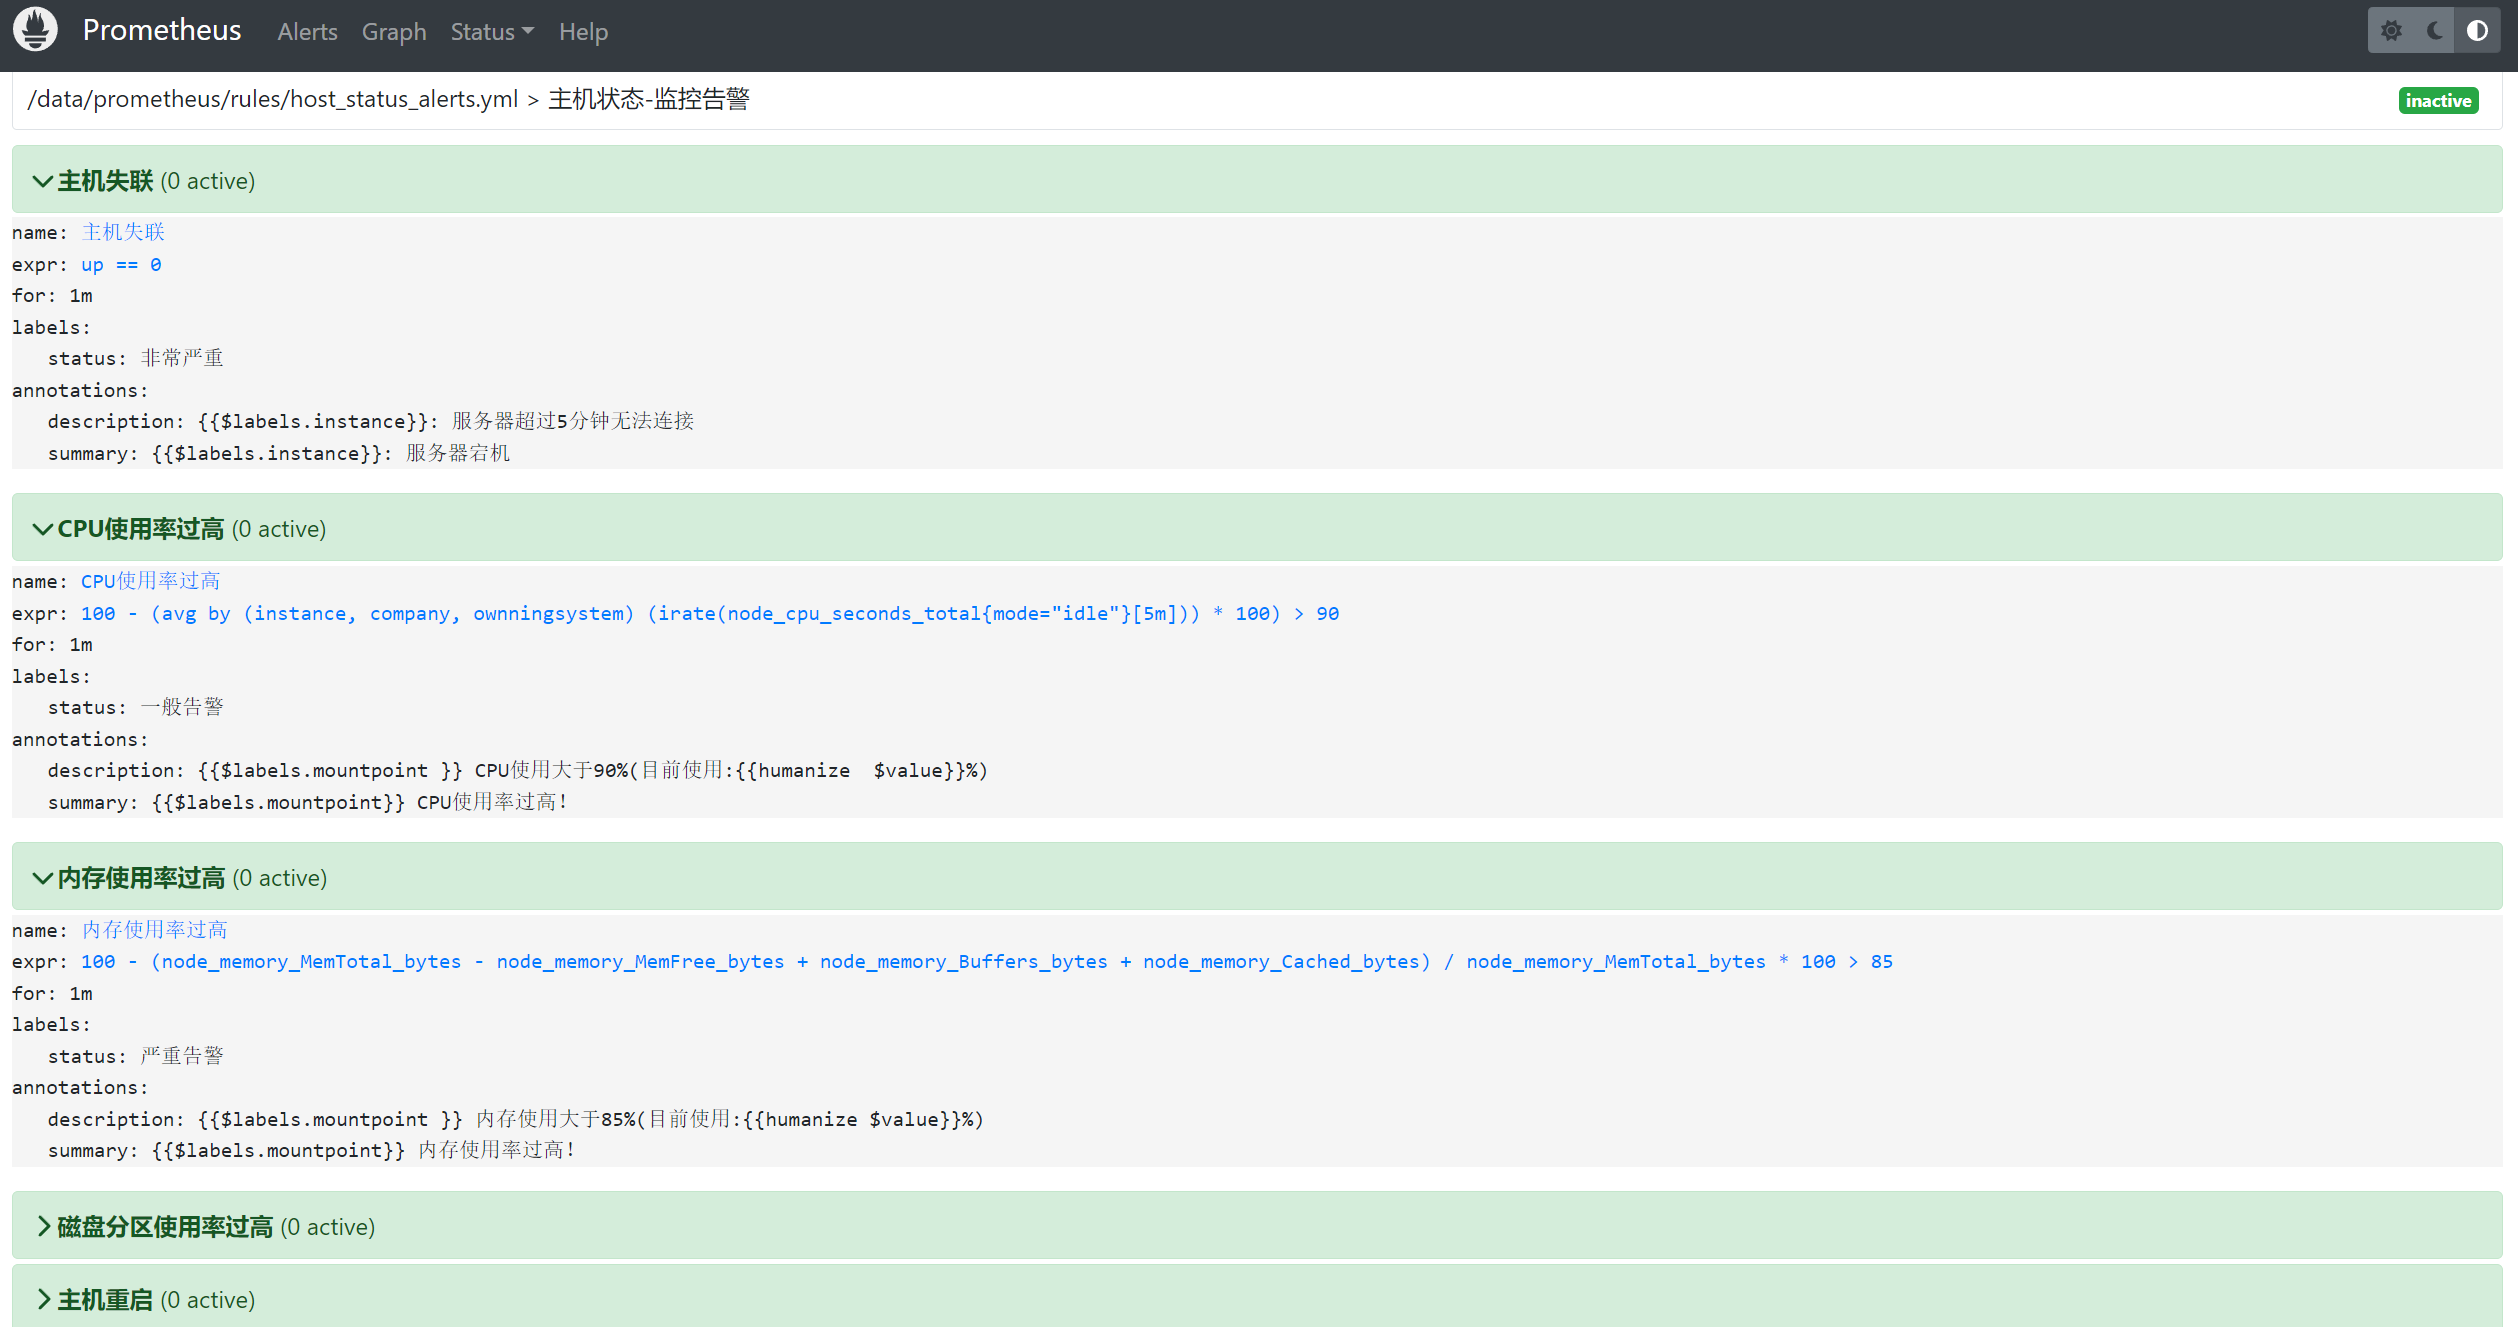 Prometheus Alerts Graph Status Help
/data/prometheus/rules/host_status_alerts.yml > 主机状态-监控告警 inactive
主机失联 (0 active)
name: 主机失联
expr: up == 0
for: 1m
labels:
status: 非常严重
annotations:
description: {{$labels.instance}}: 服务器超过5分钟无法连接
summary: {{$labels.instance}}: 服务器宕机
CPU使用率过高 (0 active)
name: CPU使用率过高
expr: 100 - (avg by (instance, company, ownningsystem) (irate(node_cpu_seconds_total{mode="idle"}[5m])) * 100) > 90
for: 1m
labels:
status: 一般告警
annotations:
description: {{$labels.mountpoint }} CPU使用大于90%(目前使用:{{humanize  $value}}%)
summary: {{$labels.mountpoint}} CPU使用率过高!
内存使用率过高 (0 active)
name: 内存使用率过高
expr: 100 - (node_memory_MemTotal_bytes - node_memory_MemFree_bytes + node_memory_Buffers_bytes + node_memory_Cached_bytes) / node_memory_MemTotal_bytes * 100 > 85
for: 1m
labels:
status: 严重告警
annotations:
description: {{$labels.mountpoint }} 内存使用大于85%(目前使用:{{humanize $value}}%)
summary: {{$labels.mountpoint}} 内存使用率过高!
磁盘分区使用率过高 (0 active)
主机重启 (0 active)